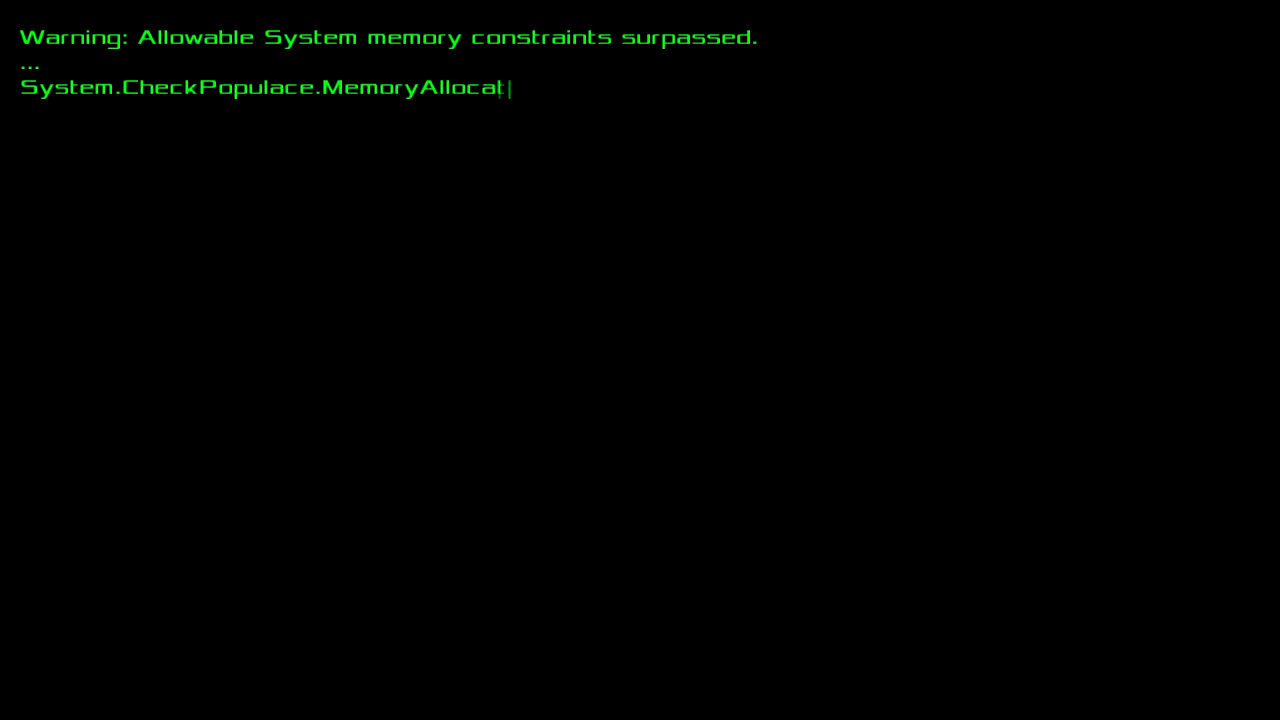 Warning: Allowable System memory constraints surpassed.
...
System.CheckPopulace.MemoryAllocat